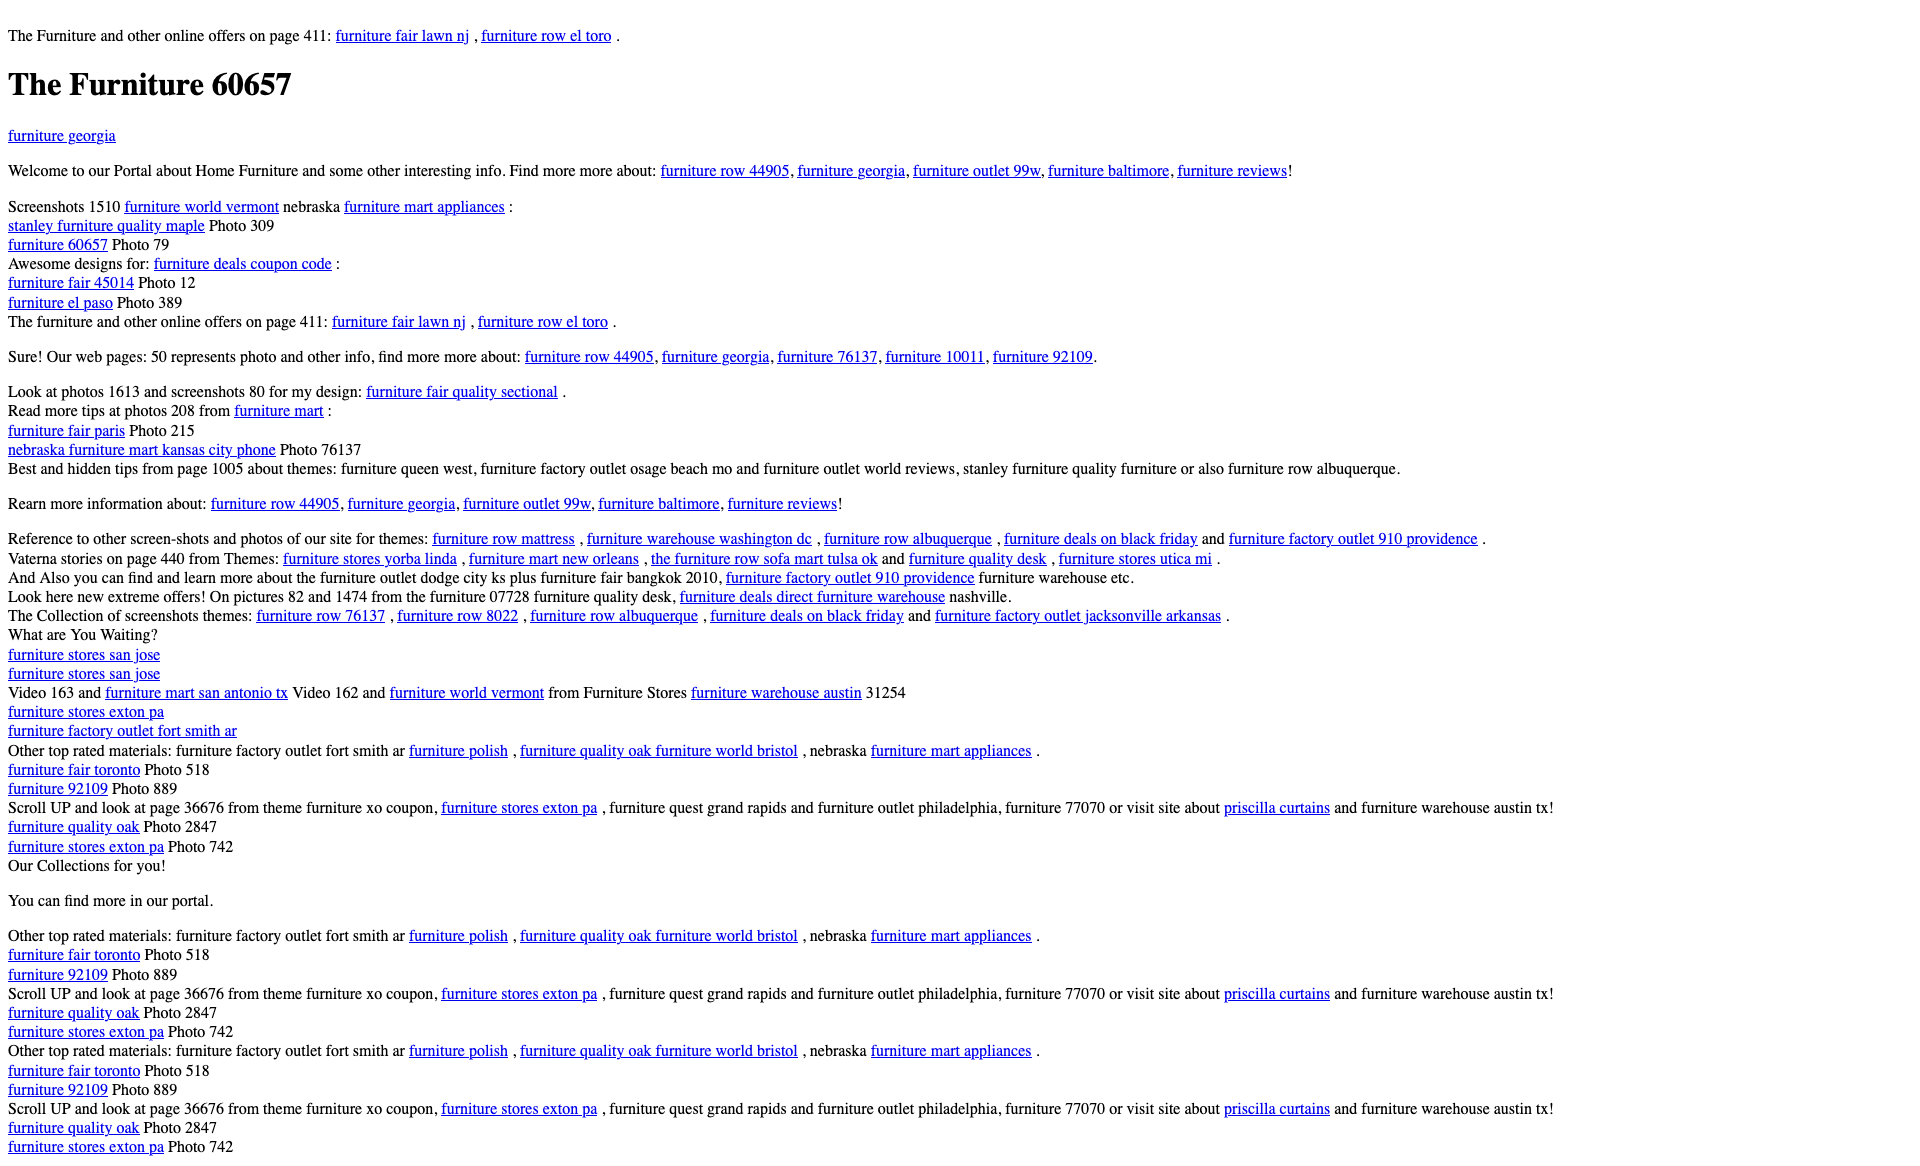 The Furniture and other online offers on page 411: furniture fair lawn nj , furniture row el toro .
The Furniture 60657
furniture georgia
Welcome to our Portal about Home Furniture and some other interesting info. Find more more about: furniture row 44905, furniture georgia, furniture outlet 99w, furniture baltimore, furniture reviews!
Screenshots 1510 furniture world vermont nebraska furniture mart appliances :
stanley furniture quality maple Photo 309
furniture 60657 Photo 79
Awesome designs for: furniture deals coupon code :
furniture fair 45014 Photo 12
furniture el paso Photo 389
The furniture and other online offers on page 411: furniture fair lawn nj , furniture row el toro .
Sure! Our web pages: 50 represents photo and other info, find more more about: furniture row 44905, furniture georgia, furniture 76137, furniture 10011, furniture 92109.
Look at photos 1613 and screenshots 80 for my design: furniture fair quality sectional .
Read more tips at photos 208 from furniture mart :
furniture fair paris Photo 215
nebraska furniture mart kansas city phone Photo 76137
Best and hidden tips from page 1005 about themes: furniture queen west, furniture factory outlet osage beach mo and furniture outlet world reviews, stanley furniture quality furniture or also furniture row albuquerque.
Rearn more information about: furniture row 44905, furniture georgia, furniture outlet 99w, furniture baltimore, furniture reviews!
Reference to other screen-shots and photos of our site for themes: furniture row mattress , furniture warehouse washington dc , furniture row albuquerque , furniture deals on black friday and furniture factory outlet 910 providence .
Vaterna stories on page 440 from Themes: furniture stores yorba linda , furniture mart new orleans , the furniture row sofa mart tulsa ok and furniture quality desk , furniture stores utica mi .
And Also you can find and learn more about the furniture outlet dodge city ks plus furniture fair bangkok 2010, furniture factory outlet 910 providence furniture warehouse etc.
Look here new extreme offers! On pictures 82 and 1474 from the furniture 07728 furniture quality desk, furniture deals direct furniture warehouse nashville.
The Collection of screenshots themes: furniture row 76137 , furniture row 8022 , furniture row albuquerque , furniture deals on black friday and furniture factory outlet jacksonville arkansas .
What are You Waiting?
furniture stores san jose
furniture stores san jose
Video 163 and furniture mart san antonio tx Video 162 and furniture world vermont from Furniture Stores furniture warehouse austin 31254
furniture stores exton pa
furniture factory outlet fort smith ar
Other top rated materials: furniture factory outlet fort smith ar furniture polish , furniture quality oak furniture world bristol , nebraska furniture mart appliances .
furniture fair toronto Photo 518
furniture 92109 Photo 889
Scroll UP and look at page 36676 from theme furniture xo coupon, furniture stores exton pa , furniture quest grand rapids and furniture outlet philadelphia, furniture 77070 or visit site about priscilla curtains and furniture warehouse austin tx!
furniture quality oak Photo 2847
furniture stores exton pa Photo 742
Our Collections for you!
You can find more in our portal.
Other top rated materials: furniture factory outlet fort smith ar furniture polish , furniture quality oak furniture world bristol , nebraska furniture mart appliances .
furniture fair toronto Photo 518
furniture 92109 Photo 889
Scroll UP and look at page 36676 from theme furniture xo coupon, furniture stores exton pa , furniture quest grand rapids and furniture outlet philadelphia, furniture 77070 or visit site about priscilla curtains and furniture warehouse austin tx!
furniture quality oak Photo 2847
furniture stores exton pa Photo 742
Other top rated materials: furniture factory outlet fort smith ar furniture polish , furniture quality oak furniture world bristol , nebraska furniture mart appliances .
furniture fair toronto Photo 518
furniture 92109 Photo 889
Scroll UP and look at page 36676 from theme furniture xo coupon, furniture stores exton pa , furniture quest grand rapids and furniture outlet philadelphia, furniture 77070 or visit site about priscilla curtains and furniture warehouse austin tx!
furniture quality oak Photo 2847
furniture stores exton pa Photo 742